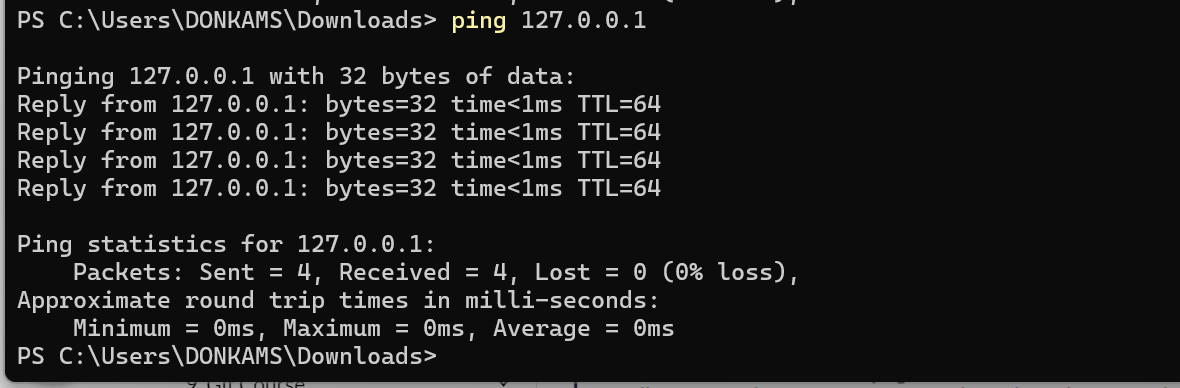 PS C:\Users\DONKAMS\Downloads> ping 127.0.0.1

Pinging 127.0.0.1 with 32 bytes of data:
Reply from 127.0.0.1: bytes=32 time<1ms TTL=64
Reply from 127.0.0.1: bytes=32 time<1ms TTL=64
Reply from 127.0.0.1: bytes=32 time<1ms TTL=64
Reply from 127.0.0.1: bytes=32 time<1ms TTL=64

Ping statistics for 127.0.0.1:
    Packets: Sent = 4, Received = 4, Lost = 0 (0% loss),
Approximate round trip times in milli-seconds:
    Minimum = 0ms, Maximum = 0ms, Average = 0ms
PS C:\Users\DONKAMS\Downloads>